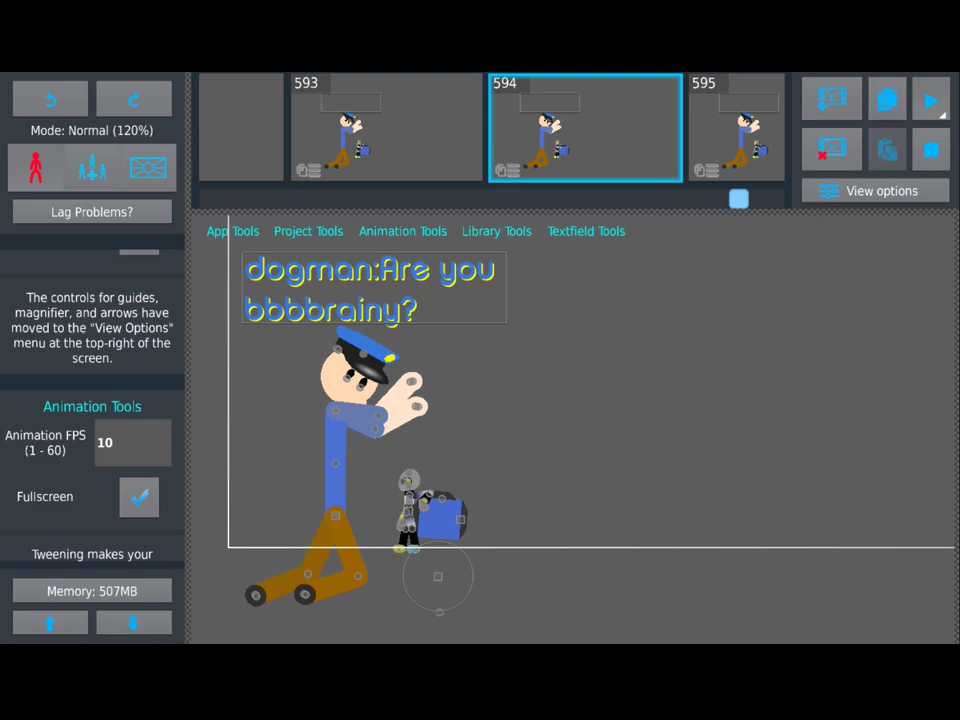 593
594
595
Mode: Normal (120%)
Lag Problems?
View options
The controls for guides,
magnifier, and arrows have
moved to the "View Options"
menu at the top-right of the
screen.
Animation Tools
Animation FPS
(1 - 60)
10
Fullscreen
Tweening makes your
Memory: 507MB
App Tools
Project Tools
Animation Tools
Library Tools
Textfield Tools
dogman:Are you
bbbbrainy?